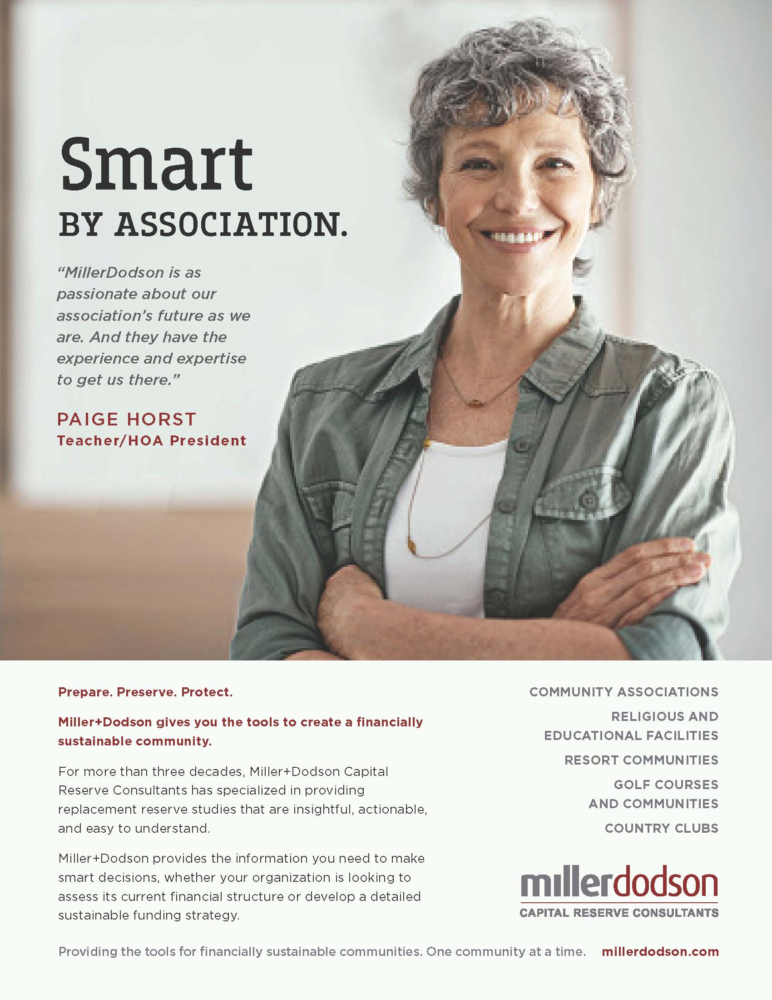 Smart
BY ASSOCIATION.
“MillerDodson is as
passionate about our
association’s future as we
are. And they have the
experience and expertise
to get us there.”
PAIGE HORST
Teacher/HOA President
Prepare. Preserve. Protect.
Miller+Dodson gives you the tools to create a financially
sustainable community.
For more than three decades, Miller+Dodson Capital
Reserve Consultants has specialized in providing
replacement reserve studies that are insightful, actionable,
and easy to understand.
Miller+Dodson provides the information you need to make
smart decisions, whether your organization is looking to
assess its current financial structure or develop a detailed
sustainable funding strategy.
COMMUNITY ASSOCIATIONS
RELIGIOUS AND
EDUCATIONAL FACILITIES
RESORT COMMUNITIES
GOLF COURSES
AND COMMUNITIES
COUNTRY CLUBS
millerdodson
CAPITAL RESERVE CONSULTANTS
Providing the tools for financially sustainable communities. One community at a time. millerdodson.com